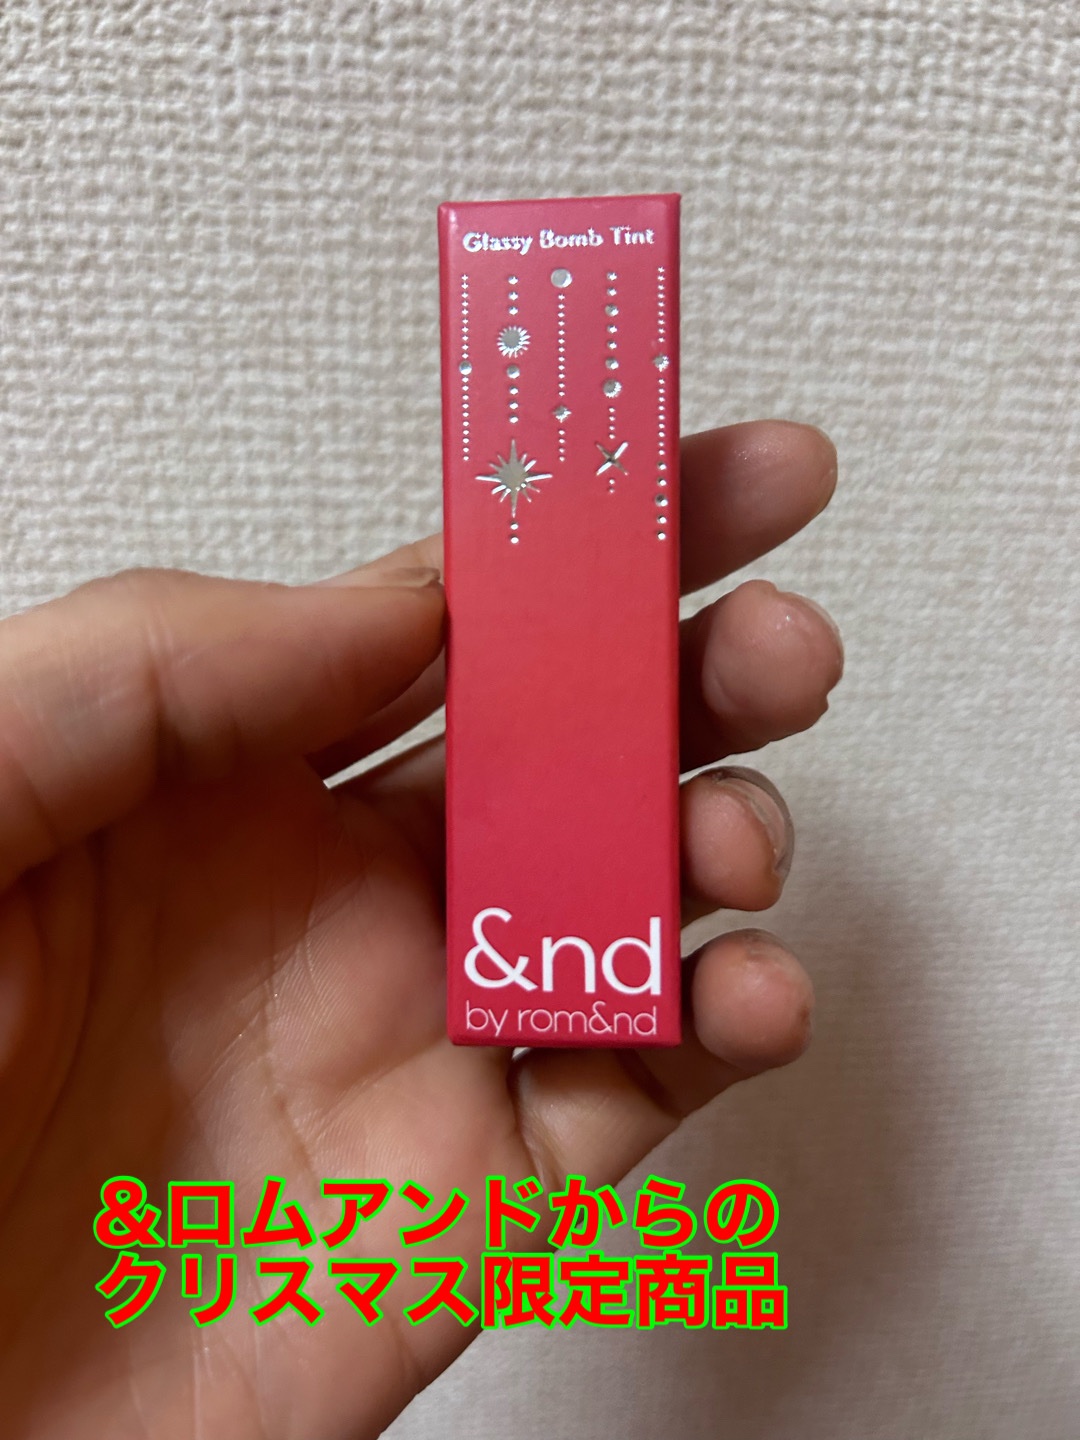 Glassy Bomb Tint
&nd
by rom&nd
&ロムアンドからの
クリスマス限定商品